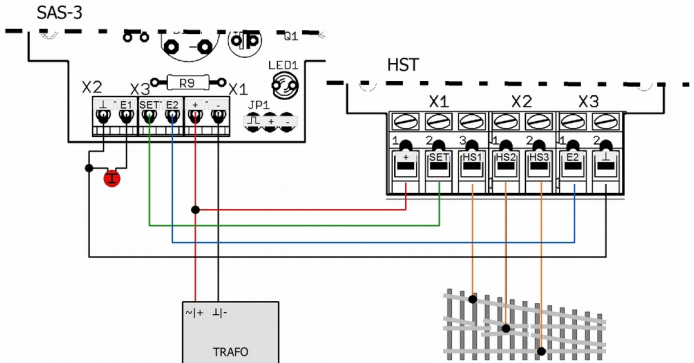 SAS-3
Q1
HST
LED1
X2 X3 R9 X1
⊥ E1 SET E2 + -
JP1
+ -
X1 X2 X3
1 2 3 1 2 1 2
+ SET HS1 HS2 HS3 E2 ⊥
~|+ ⊥|-
TRAFO